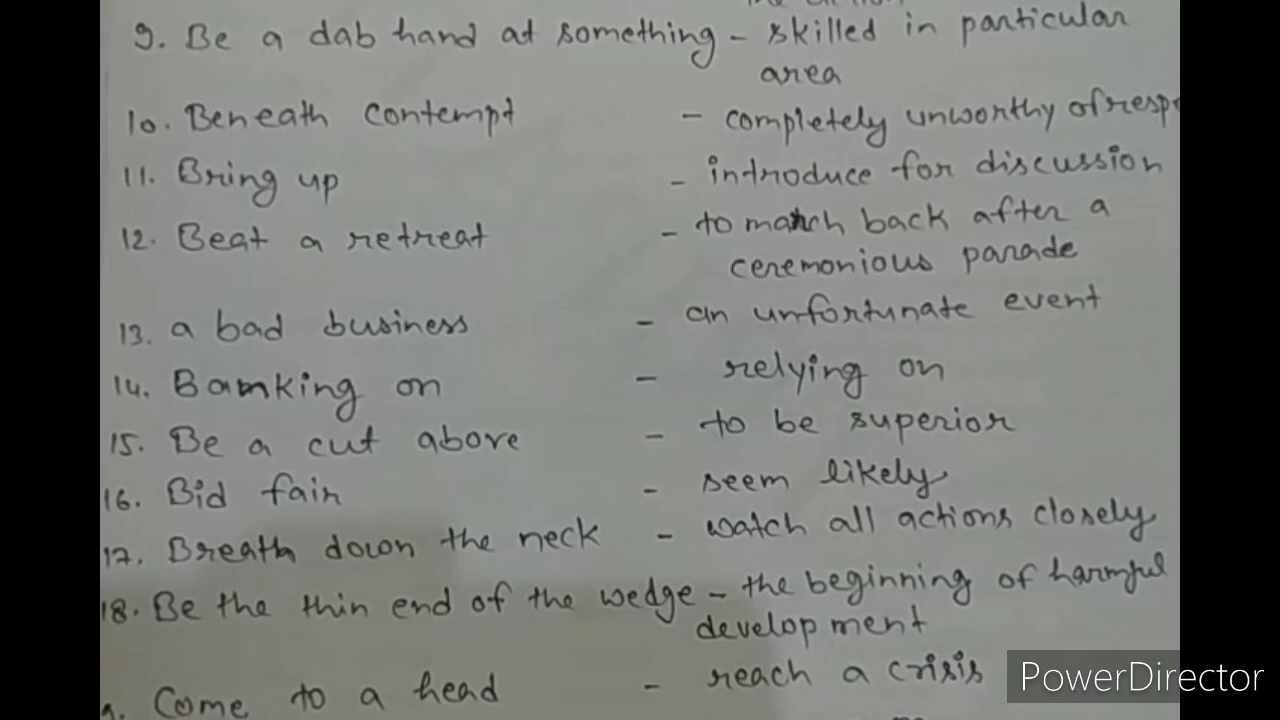 9. Be a dab hand at something - skilled in particular
area
10. Beneath contempt - completely unworthy of resp
11. Bring up - introduce for discussion
12. Beat a retreat - to march back after a
ceremonious parade
13. a bad business - an unfortunate event
14. Banking on - relying on
15. Be a cut above - to be superior
16. Bid fair - seem likely
17. Breath down the neck - watch all actions closely
18. Be the thin end of the wedge - the beginning of harmful
development
9. Come to a head - reach a crisis
PowerDirector